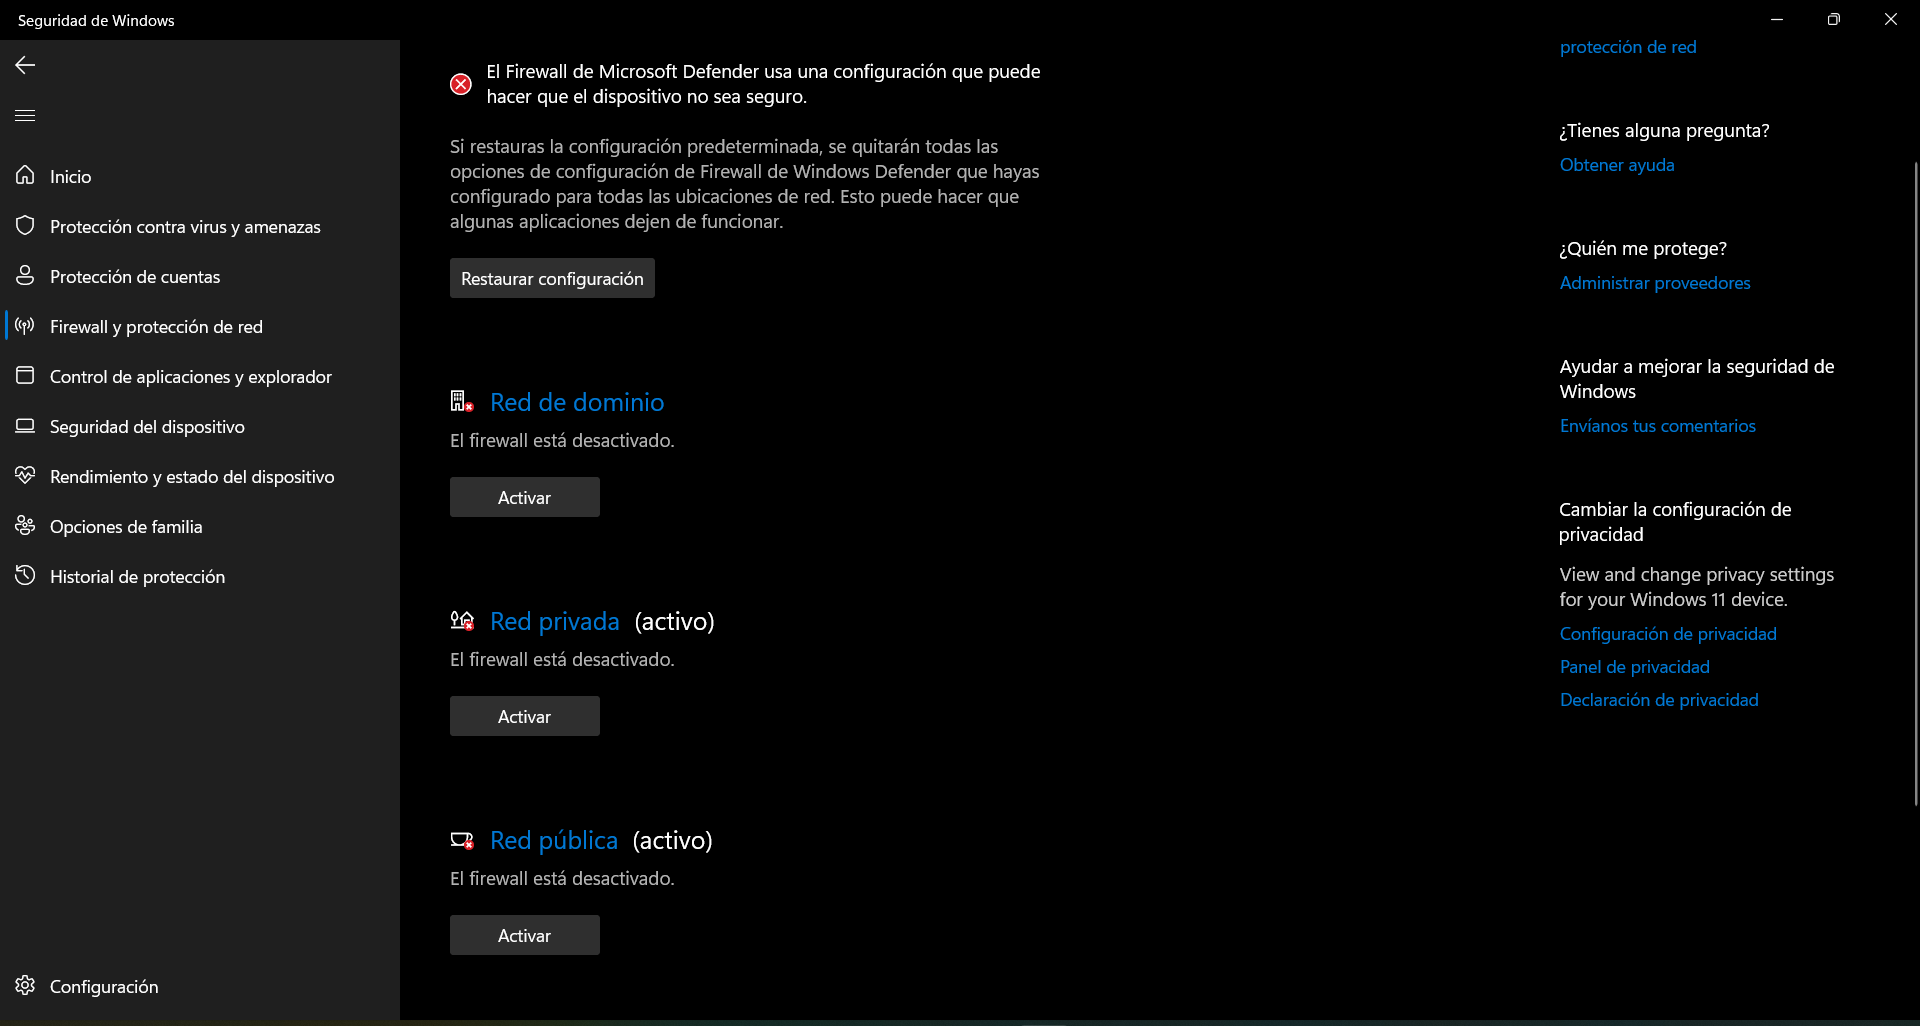 Seguridad de Windows
Inicio
Protección contra virus y amenazas
Protección de cuentas
Firewall y protección de red
Control de aplicaciones y explorador
Seguridad del dispositivo
Rendimiento y estado del dispositivo
Opciones de familia
Historial de protección
Configuración
El Firewall de Microsoft Defender usa una configuración que puede
hacer que el dispositivo no sea seguro.
Si restauras la configuración predeterminada, se quitarán todas las
opciones de configuración de Firewall de Windows Defender que hayas
configurado para todas las ubicaciones de red. Esto puede hacer que
algunas aplicaciones dejen de funcionar.
Restaurar configuración
Red de dominio
El firewall está desactivado.
Activar
Red privada (activo)
El firewall está desactivado.
Activar
Red pública (activo)
El firewall está desactivado.
Activar
protección de red
¿Tienes alguna pregunta?
Obtener ayuda
¿Quién me protege?
Administrar proveedores
Ayudar a mejorar la seguridad de
Windows
Envíanos tus comentarios
Cambiar la configuración de
privacidad
View and change privacy settings
for your Windows 11 device.
Configuración de privacidad
Panel de privacidad
Declaración de privacidad